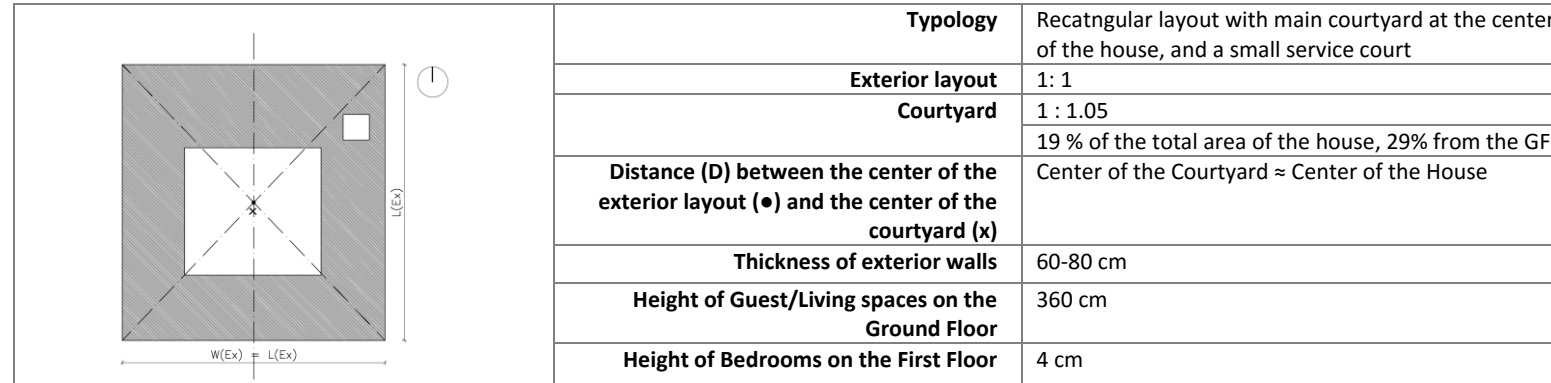 Typology
Recatngular layout with main courtyard at the center
of the house, and a small service court
Exterior layout
1: 1
Courtyard
1 : 1.05
19 % of the total area of the house, 29% from the GF
Distance (D) between the center of the
exterior layout (●) and the center of the
courtyard (x)
Center of the Courtyard ≈ Center of the House
Thickness of exterior walls
60-80 cm
Height of Guest/Living spaces on the
Ground Floor
360 cm
Height of Bedrooms on the First Floor
4 cm
L(Ex)
W(Ex) = L(Ex)